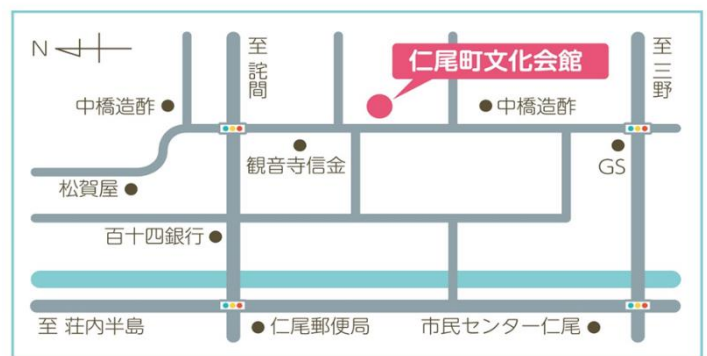 N
至 詫間
仁尾町文化会館
至 三野
中橋造酢
中橋造酢
観音寺信金
GS
松賀屋
百十四銀行
至 荘内半島
仁尾郵便局
市民センター仁尾